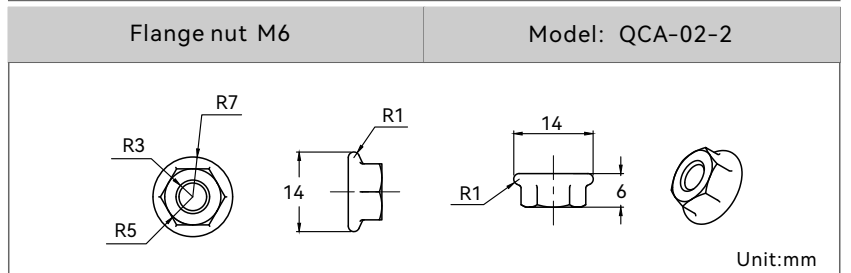 Flange nut M6
Model: QCA-02-2
R7
R1
R3
14
14
R1
6
R5
Unit:mm